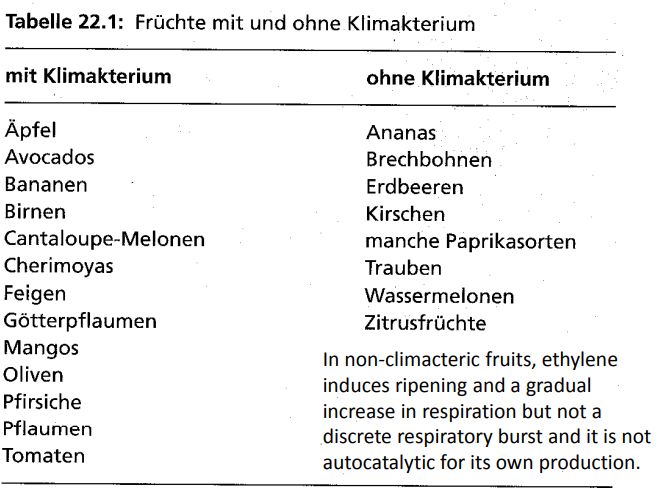 Tabelle 22.1: Früchte mit und ohne Klimakterium
mit Klimakterium
ohne Klimakterium
Äpfel
Avocados
Bananen
Birnen
Cantaloupe-Melonen
Cherimoyas
Feigen
Götterpflaumen
Mangos
Oliven
Pfirsiche
Pflaumen
Tomaten
Ananas
Brechbohnen
Erdbeeren
Kirschen
manche Paprikasorten
Trauben
Wassermelonen
Zitrusfrüchte
In non-climacteric fruits, ethylene
induces ripening and a gradual
increase in respiration but not a
discrete respiratory burst and it is not
autocatalytic for its own production.